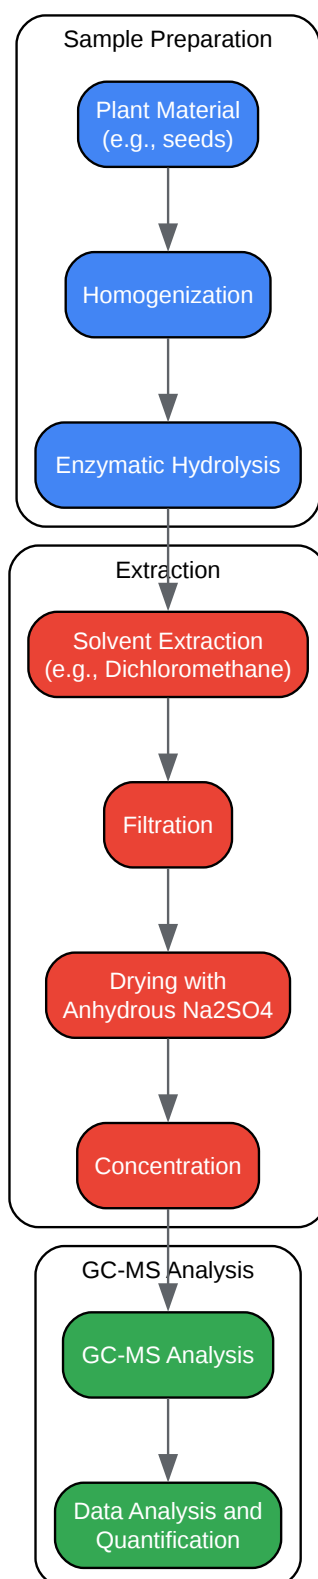 Sample Preparation
Plant Material
(e.g., seeds)
Homogenization
Enzymatic Hydrolysis
Extraction
Solvent Extraction
(e.g., Dichloromethane)
Filtration
Drying with
Anhydrous Na2SO4
Concentration
GC-MS Analysis
GC-MS Analysis
Data Analysis and
Quantification